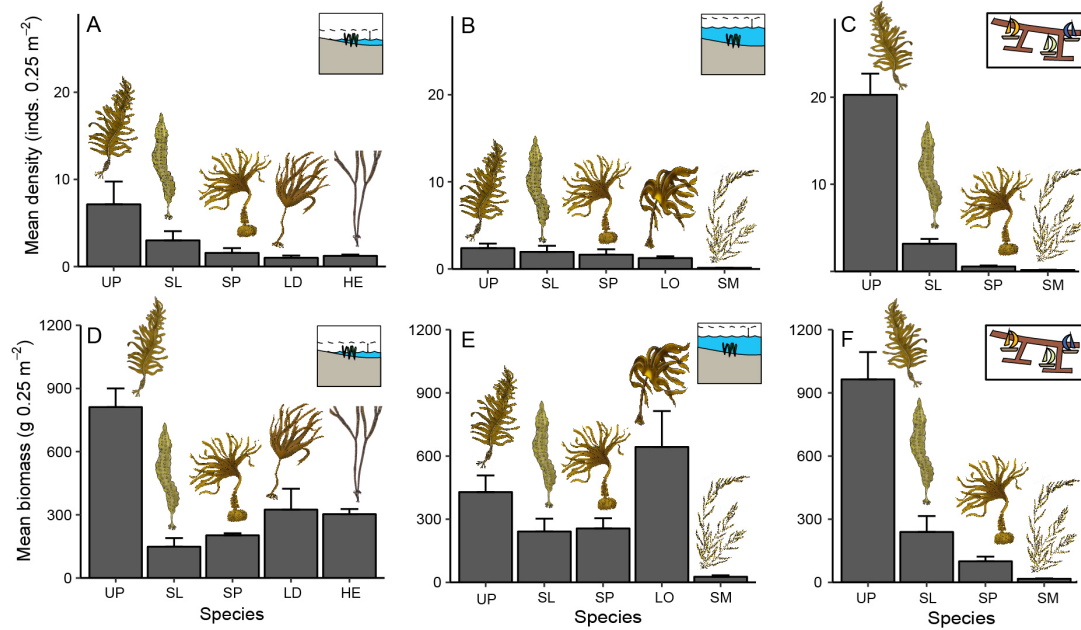 A
B
C
Mean density (inds. 0.25 m⁻²)
20
10
0
20
10
0
20
10
UP SL SP LD HE
UP SL SP LO SM
UP SL SP SM
D
E
F
Mean biomass (g 0.25 m⁻²)
1200
900
600
300
0
1200
900
600
300
0
1200
900
600
300
0
UP SL SP LD HE
UP SL SP LO SM
UP SL SP SM
Species
Species
Species